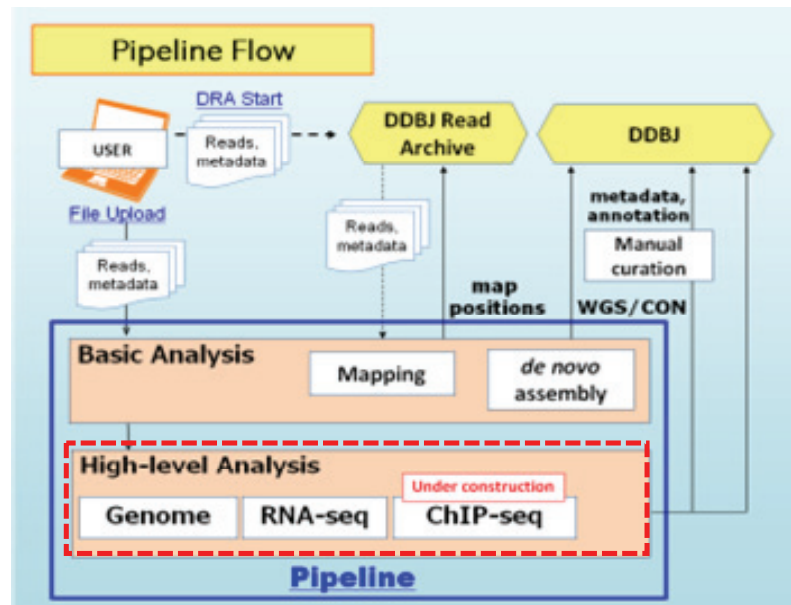 Pipeline Flow
DRA Start
USER
Reads,
metadata
DDBJ Read
Archive
DDBJ
File Upload
Reads,
metadata
Reads,
metadata
metadata,
annotation
Manual
curation
map
positions
WGS/CON
Basic Analysis
Mapping
de novo
assembly
High-level Analysis
Under construction
Genome
RNA-seq
ChIP-seq
Pipeline